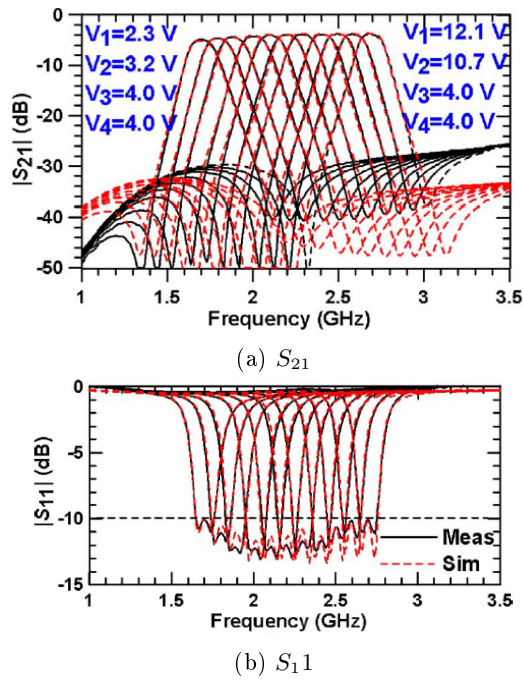 0
-10
-20
-30
-40
-50
|S21| (dB)
V1=2.3 V
V2=3.2 V
V3=4.0 V
V4=4.0 V
V1=12.1 V
V2=10.7 V
V3=4.0 V
V4=4.0 V
1 1.5 2 2.5 3 3.5
Frequency (GHz)
(a) S21
0
-5
-10
-15
|S11| (dB)
Meas
Sim
1 1.5 2 2.5 3 3.5
Frequency (GHz)
(b) S11